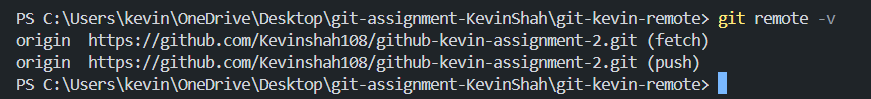 PS C:\Users\kevin\OneDrive\Desktop\git-assignment-KevinShah\git-kevin-remote> git remote -v
origin  https://github.com/Kevinshah108/github-kevin-assignment-2.git (fetch)
origin  https://github.com/Kevinshah108/github-kevin-assignment-2.git (push)
PS C:\Users\kevin\OneDrive\Desktop\git-assignment-KevinShah\git-kevin-remote>